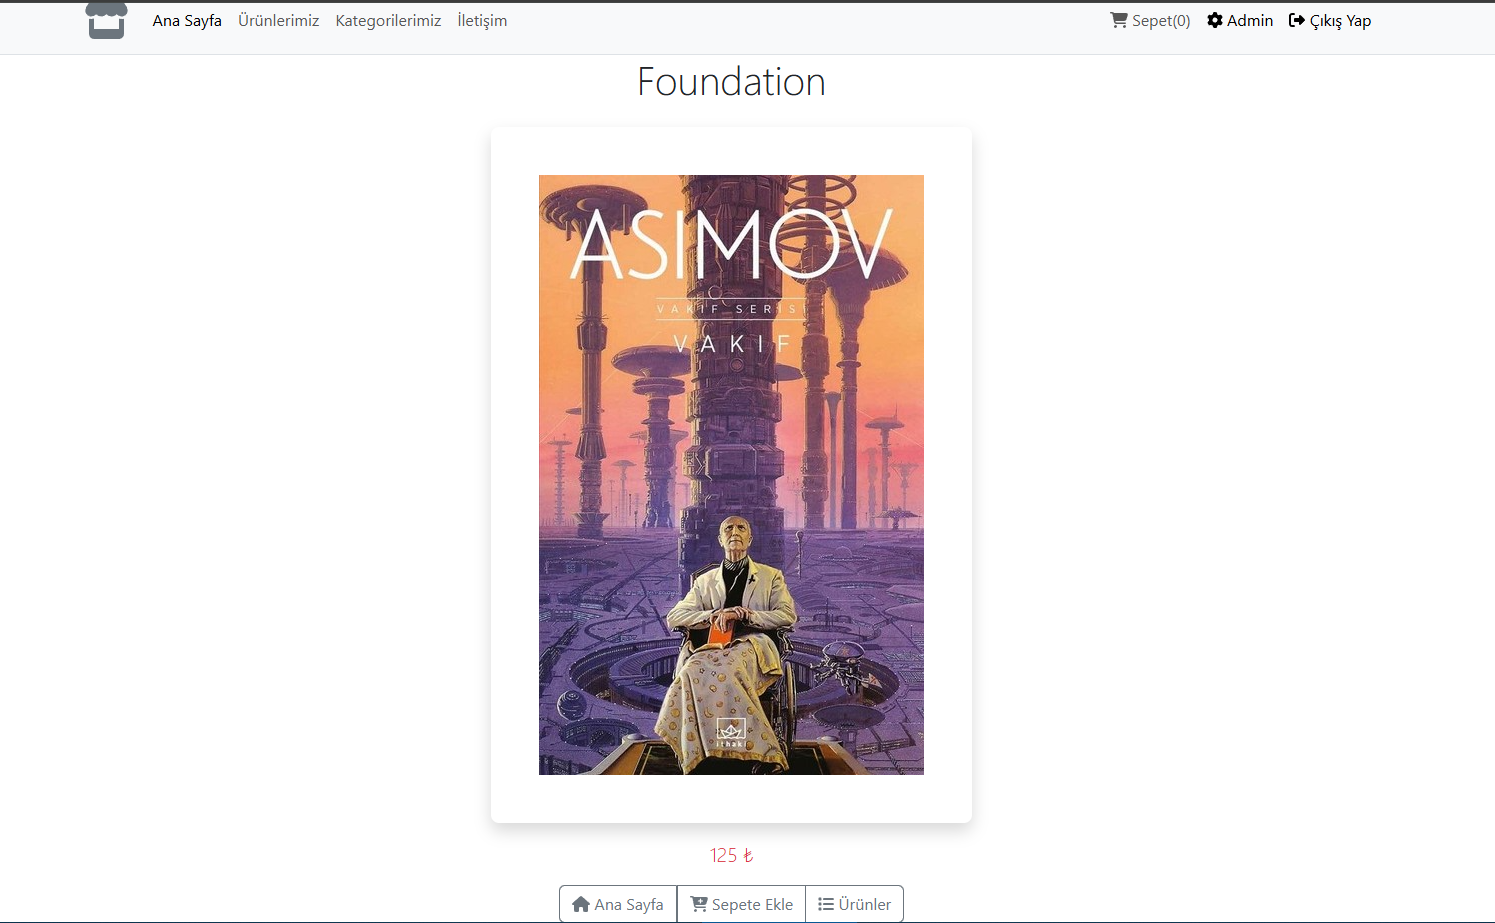 Ana Sayfa Ürünlerimiz Kategorilerimiz İletişim Sepet(0) Admin Çıkış Yap
Foundation
ASIMOV
VAKIF SERİSİ
VAKIF
ithaki
125 ₺
Ana Sayfa Sepete Ekle Ürünler